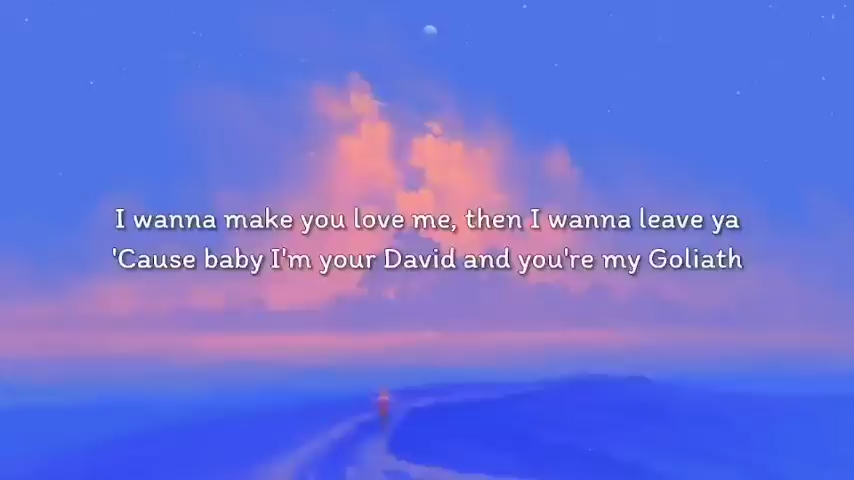 I wanna make you love me, then I wanna leave ya
'Cause baby I'm your David and you're my Goliath